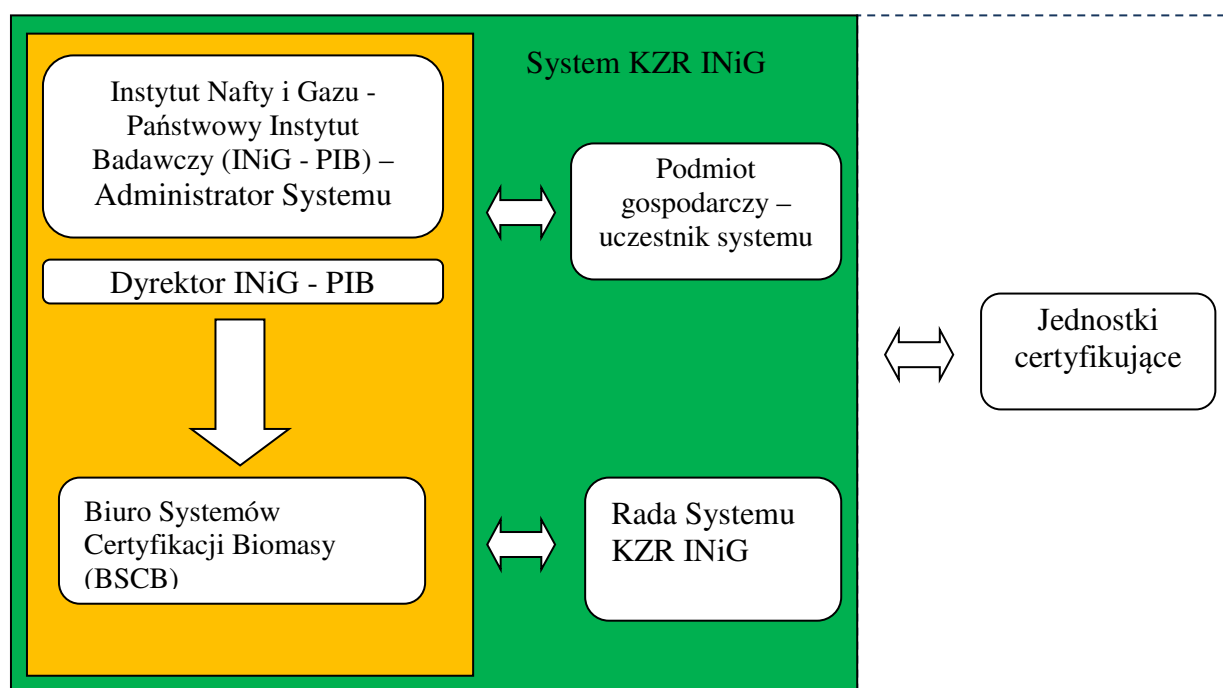 System KZR INiG
Instytut Nafty i Gazu -
Państwowy Instytut
Badawczy (INiG - PIB) –
Administrator Systemu
Podmiot
gospodarczy –
uczestnik systemu
Dyrektor INiG - PIB
Jednostki
certyfikujące
Biuro Systemów
Certyfikacji Biomasy
(BSCB)
Rada Systemu
KZR INiG